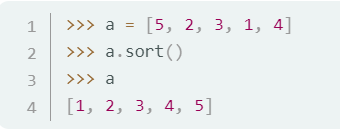 1 >>> a = [5, 2, 3, 1, 4]
2 >>> a.sort()
3 >>> a
4 [1, 2, 3, 4, 5]